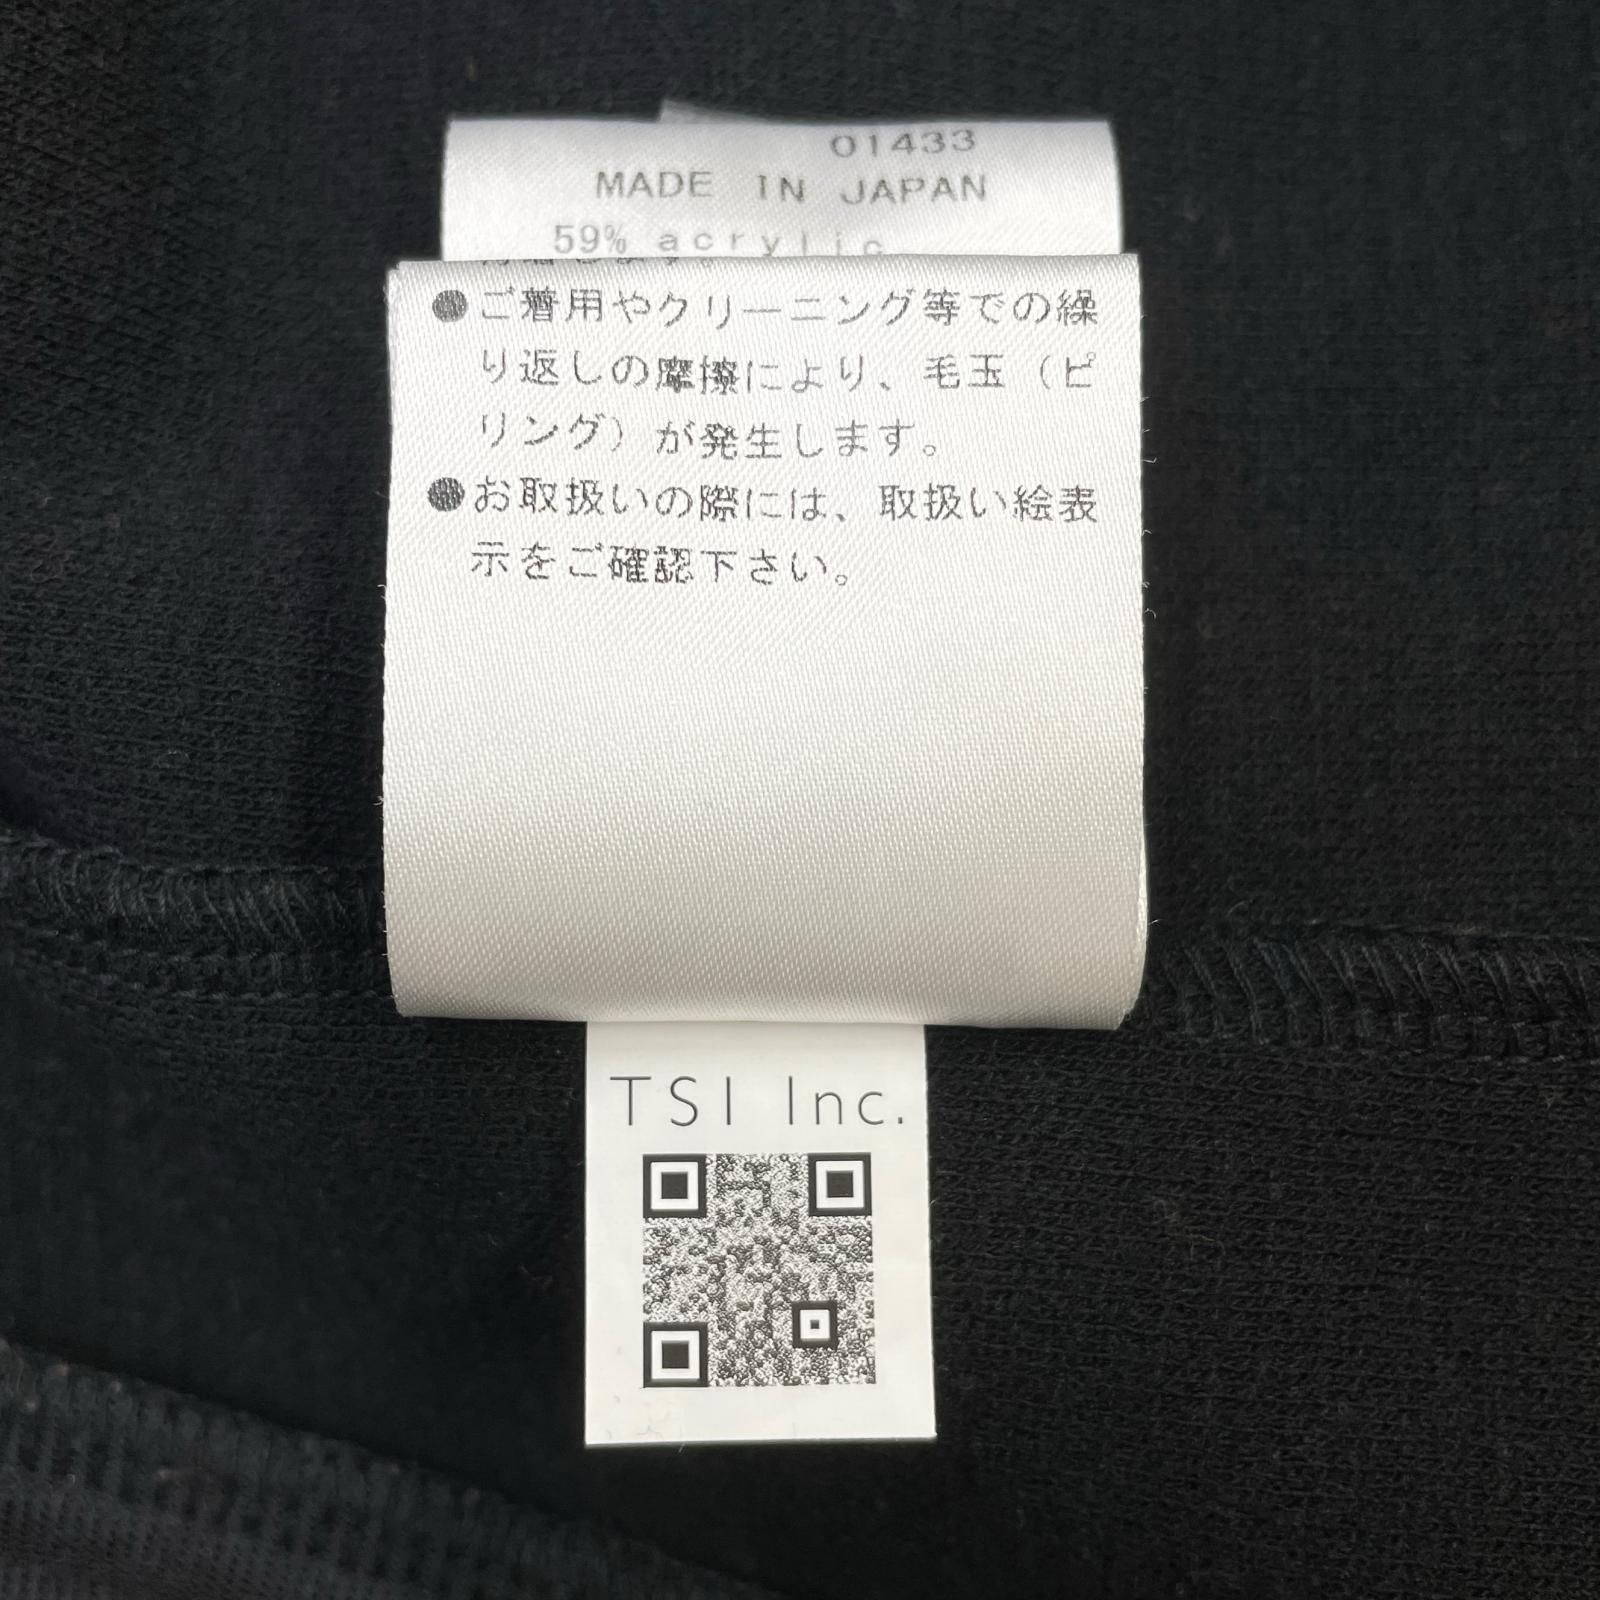 01433
MADE IN JAPAN
59% acrylic
●ご着用やクリーニング等での繰
り返しの摩擦により、毛玉（ピ
リング）が発生します。
●お取扱いの際には、取扱い絵表
示をご確認下さい。
TSI Inc.